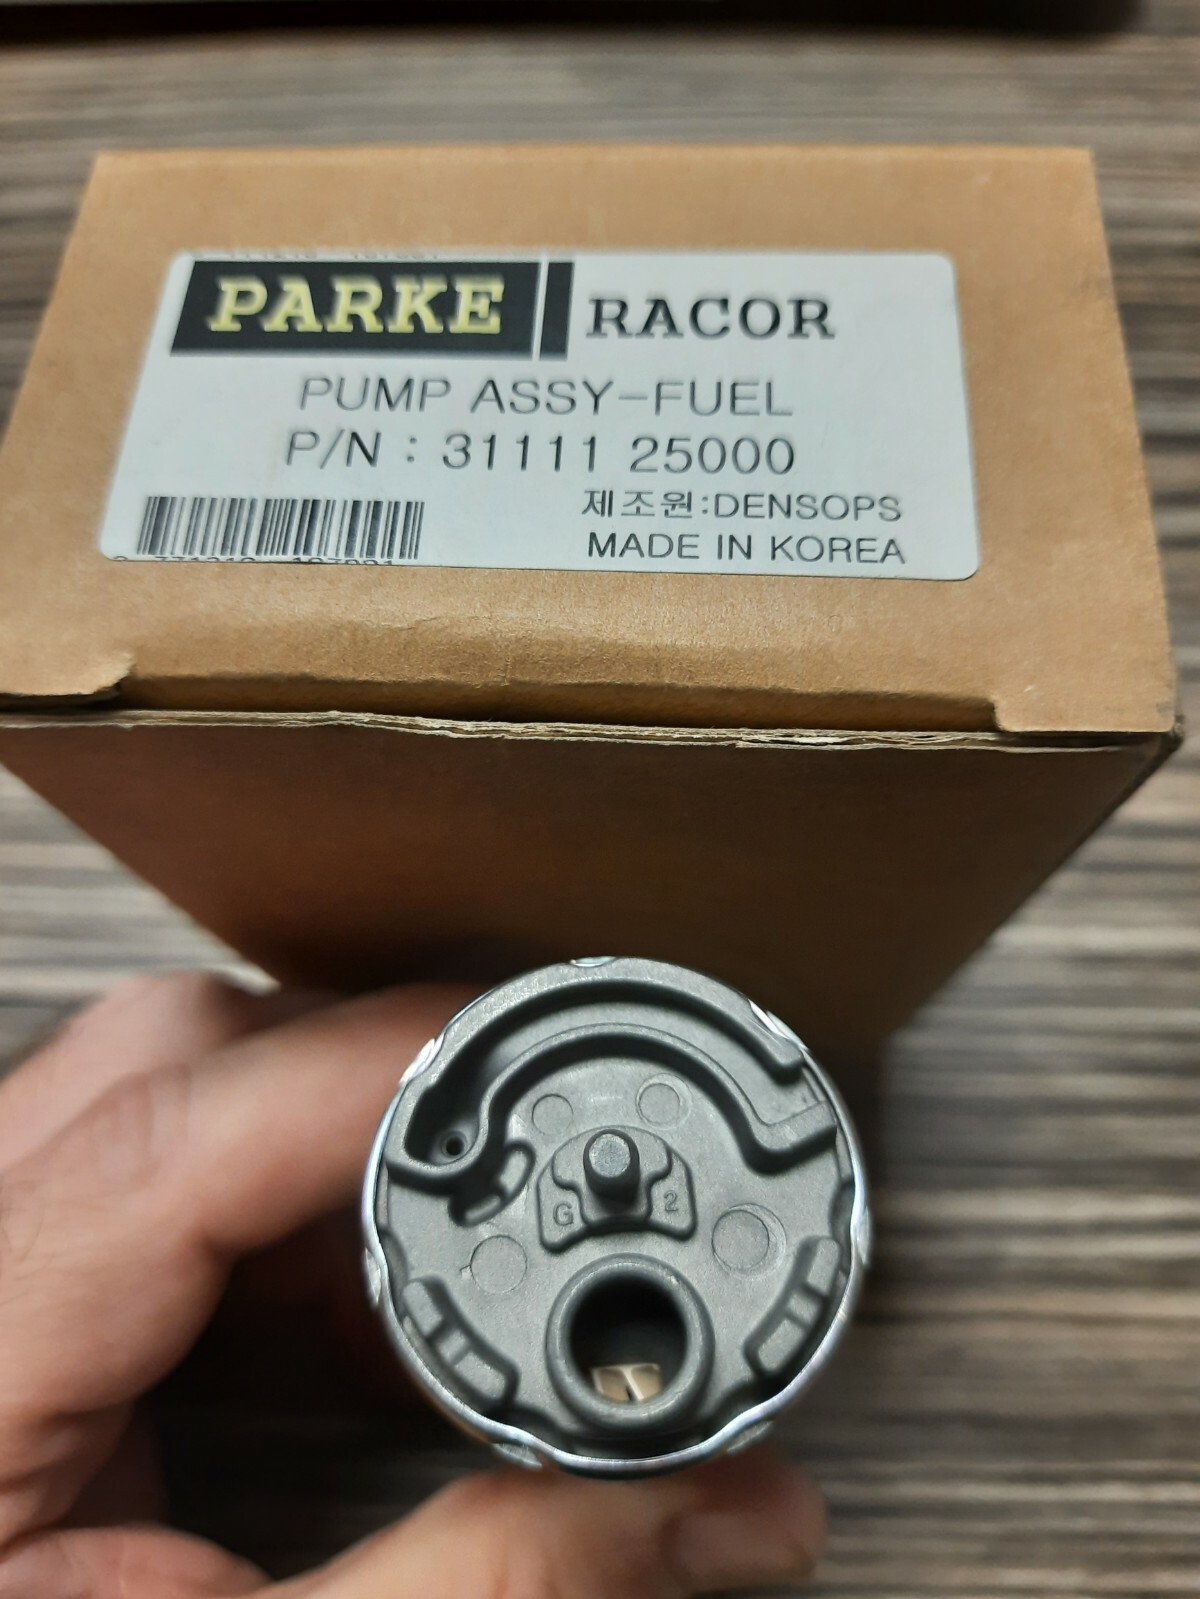 PARKE RACOR
PUMP ASSY-FUEL
P/N : 31111 25000
제조원:DENSOPS
MADE IN KOREA
G 2